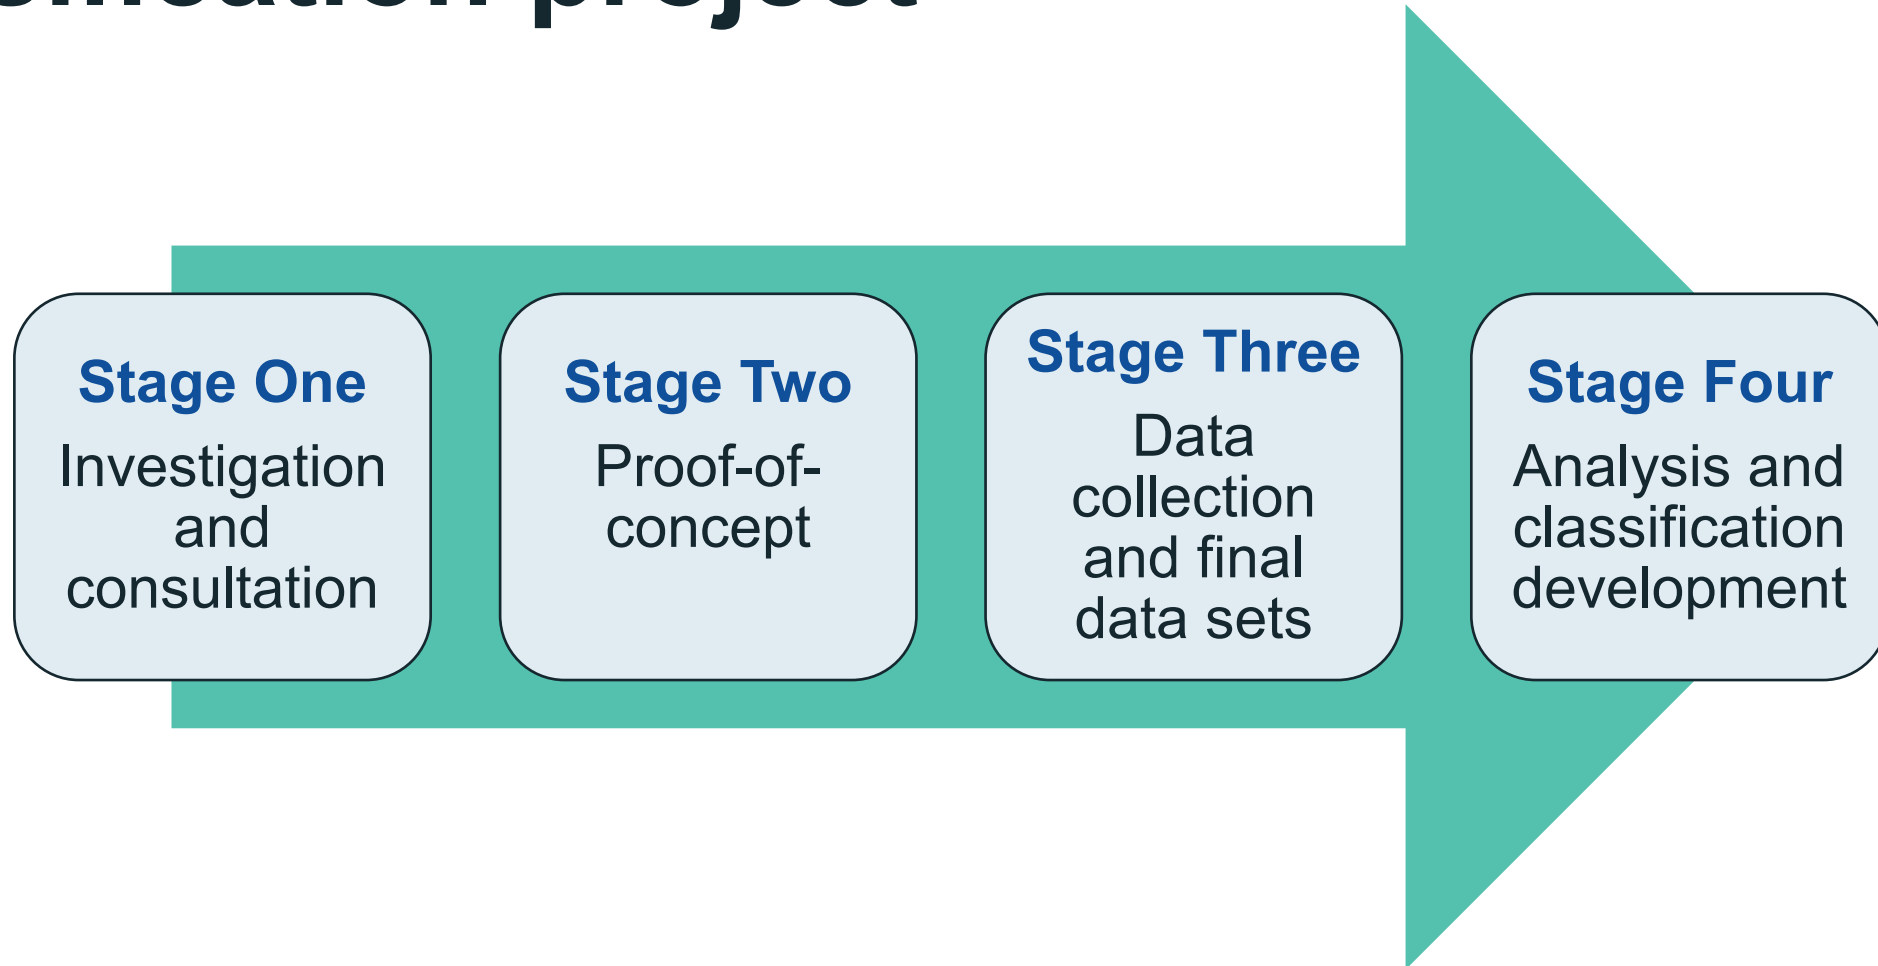 project
Stage One
Investigation
and
consultation
Stage Two
Proof-of-
concept
Stage Three
Data
collection
and final
data sets
Stage Four
Analysis and
classification
development